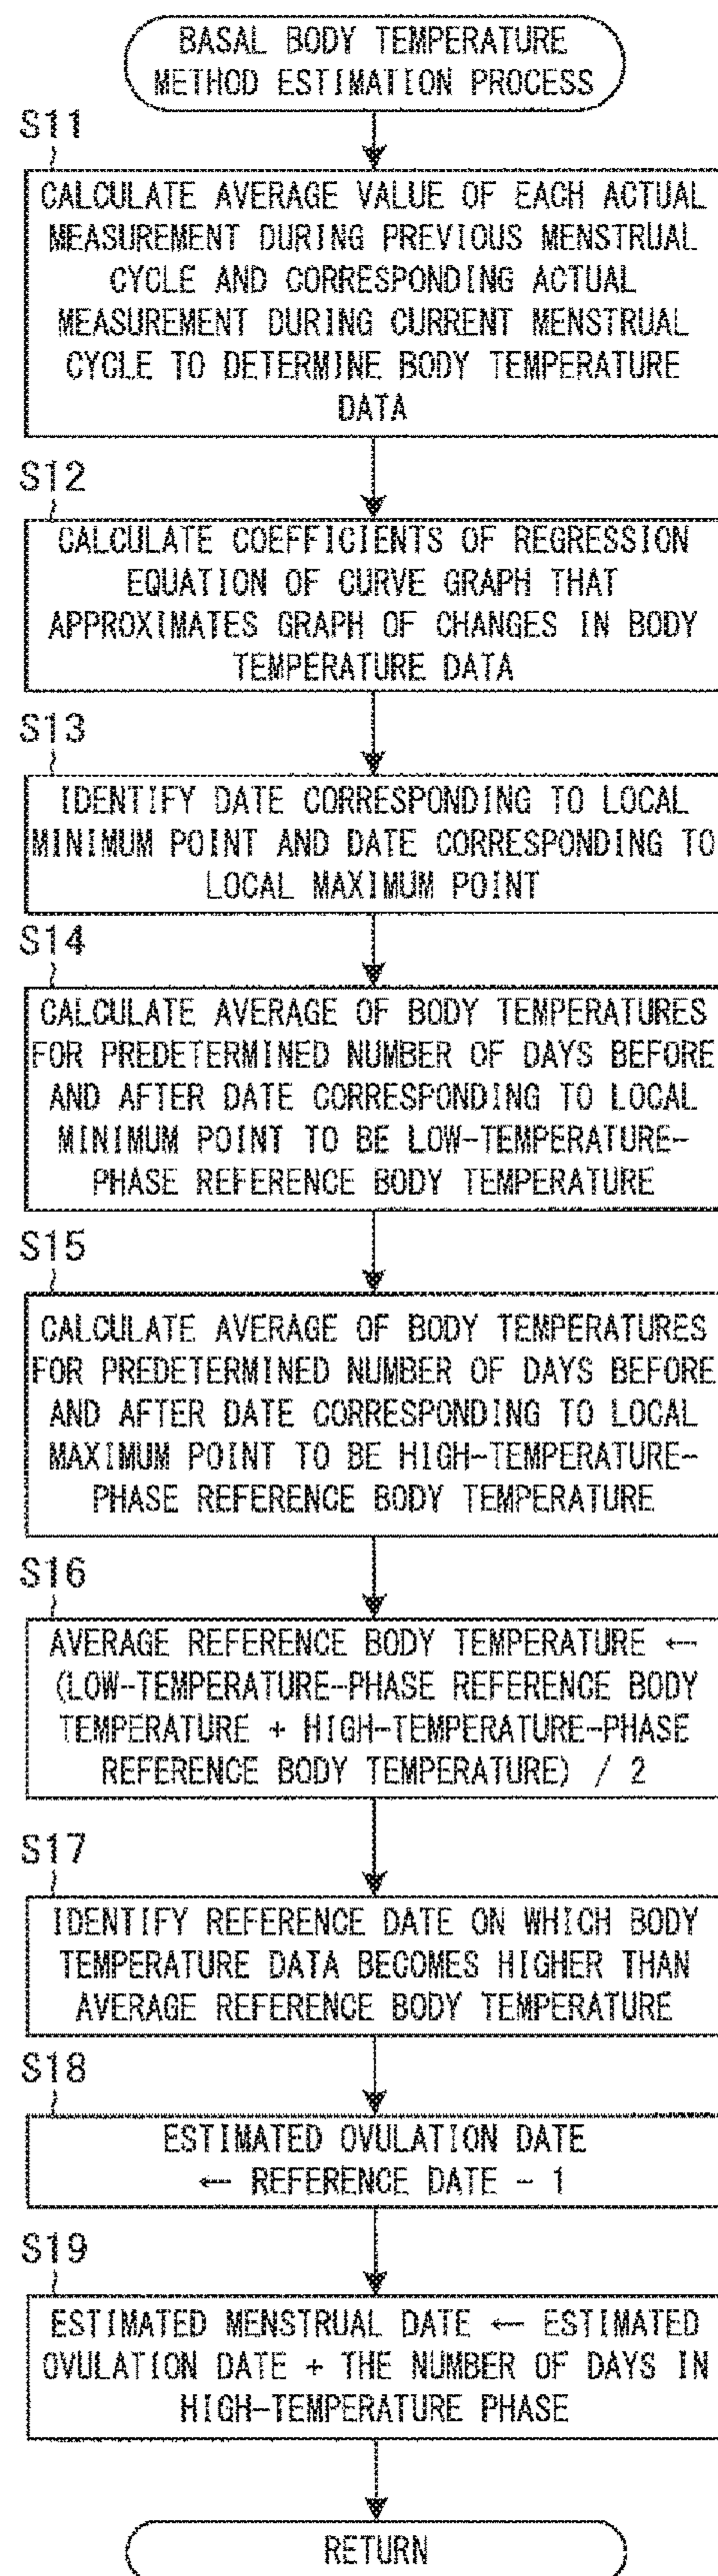 BASAL BODY TEMPERATURE
METHOD ESTIMATION PROCESS
S11
CALCULATE AVERAGE VALUE OF EACH ACTUAL
MEASUREMENT DURING PREVIOUS MENSTRUAL
CYCLE AND CORRESPONDING ACTUAL
MEASUREMENT DURING CURRENT MENSTRUAL
CYCLE TO DETERMINE BODY TEMPERATURE
DATA
S12
CALCULATE COEFFICIENTS OF REGRESSION
EQUATION OF CURVE GRAPH THAT
APPROXIMATES GRAPH OF CHANGES IN BODY
TEMPERATURE DATA
S13
IDENTIFY DATE CORRESPONDING TO LOCAL
MINIMUM POINT AND DATE CORRESPONDING TO
LOCAL MAXIMUM POINT
S14
CALCULATE AVERAGE OF BODY TEMPERATURES
FOR PREDETERMINED NUMBER OF DAYS BEFORE
AND AFTER DATE CORRESPONDING TO LOCAL
MINIMUM POINT TO BE LOW-TEMPERATURE-
PHASE REFERENCE BODY TEMPERATURE
S15
CALCULATE AVERAGE OF BODY TEMPERATURES
FOR PREDETERMINED NUMBER OF DAYS BEFORE
AND AFTER DATE CORRESPONDING TO LOCAL
MAXIMUM POINT TO BE HIGH-TEMPERATURE-
PHASE REFERENCE BODY TEMPERATURE
S16
AVERAGE REFERENCE BODY TEMPERATURE ←
(LOW-TEMPERATURE-PHASE REFERENCE BODY
TEMPERATURE + HIGH-TEMPERATURE-PHASE
REFERENCE BODY TEMPERATURE) / 2
S17
IDENTIFY REFERENCE DATE ON WHICH BODY
TEMPERATURE DATA BECOMES HIGHER THAN
AVERAGE REFERENCE BODY TEMPERATURE
S18
ESTIMATED OVULATION DATE
← REFERENCE DATE - 1
S19
ESTIMATED MENSTRUAL DATE ← ESTIMATED
OVULATION DATE + THE NUMBER OF DAYS IN
HIGH-TEMPERATURE PHASE
RETURN